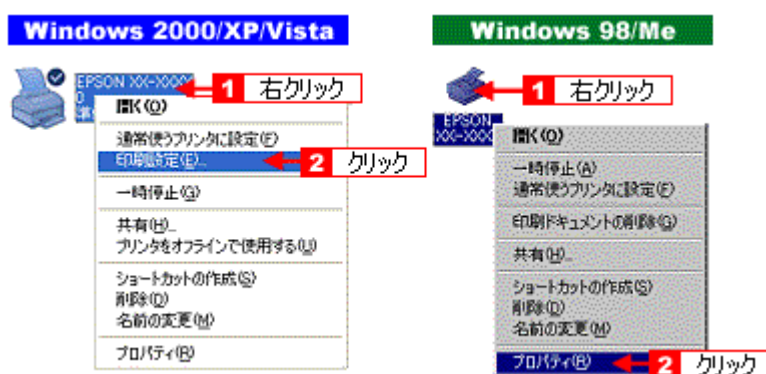 Windows 2000/XP/Vista
EPSON XX-XXXX
0
1 右クリック
開く(O)
通常使うプリンタに設定(F)
印刷設定(E)...
2 クリック
一時停止(G)
共有(H)...
プリンタをオフラインで使用する(U)
ショートカットの作成(S)
削除(D)
名前の変更(M)
プロパティ(R)
Windows 98/Me
1 右クリック
EPSON
XX-XXX
開く(O)
一時停止(A)
通常使うプリンタに設定(F)
印刷ドキュメントの削除(G)
共有(H)...
ショートカットの作成(S)
削除(D)
名前の変更(M)
プロパティ(R)
2 クリック